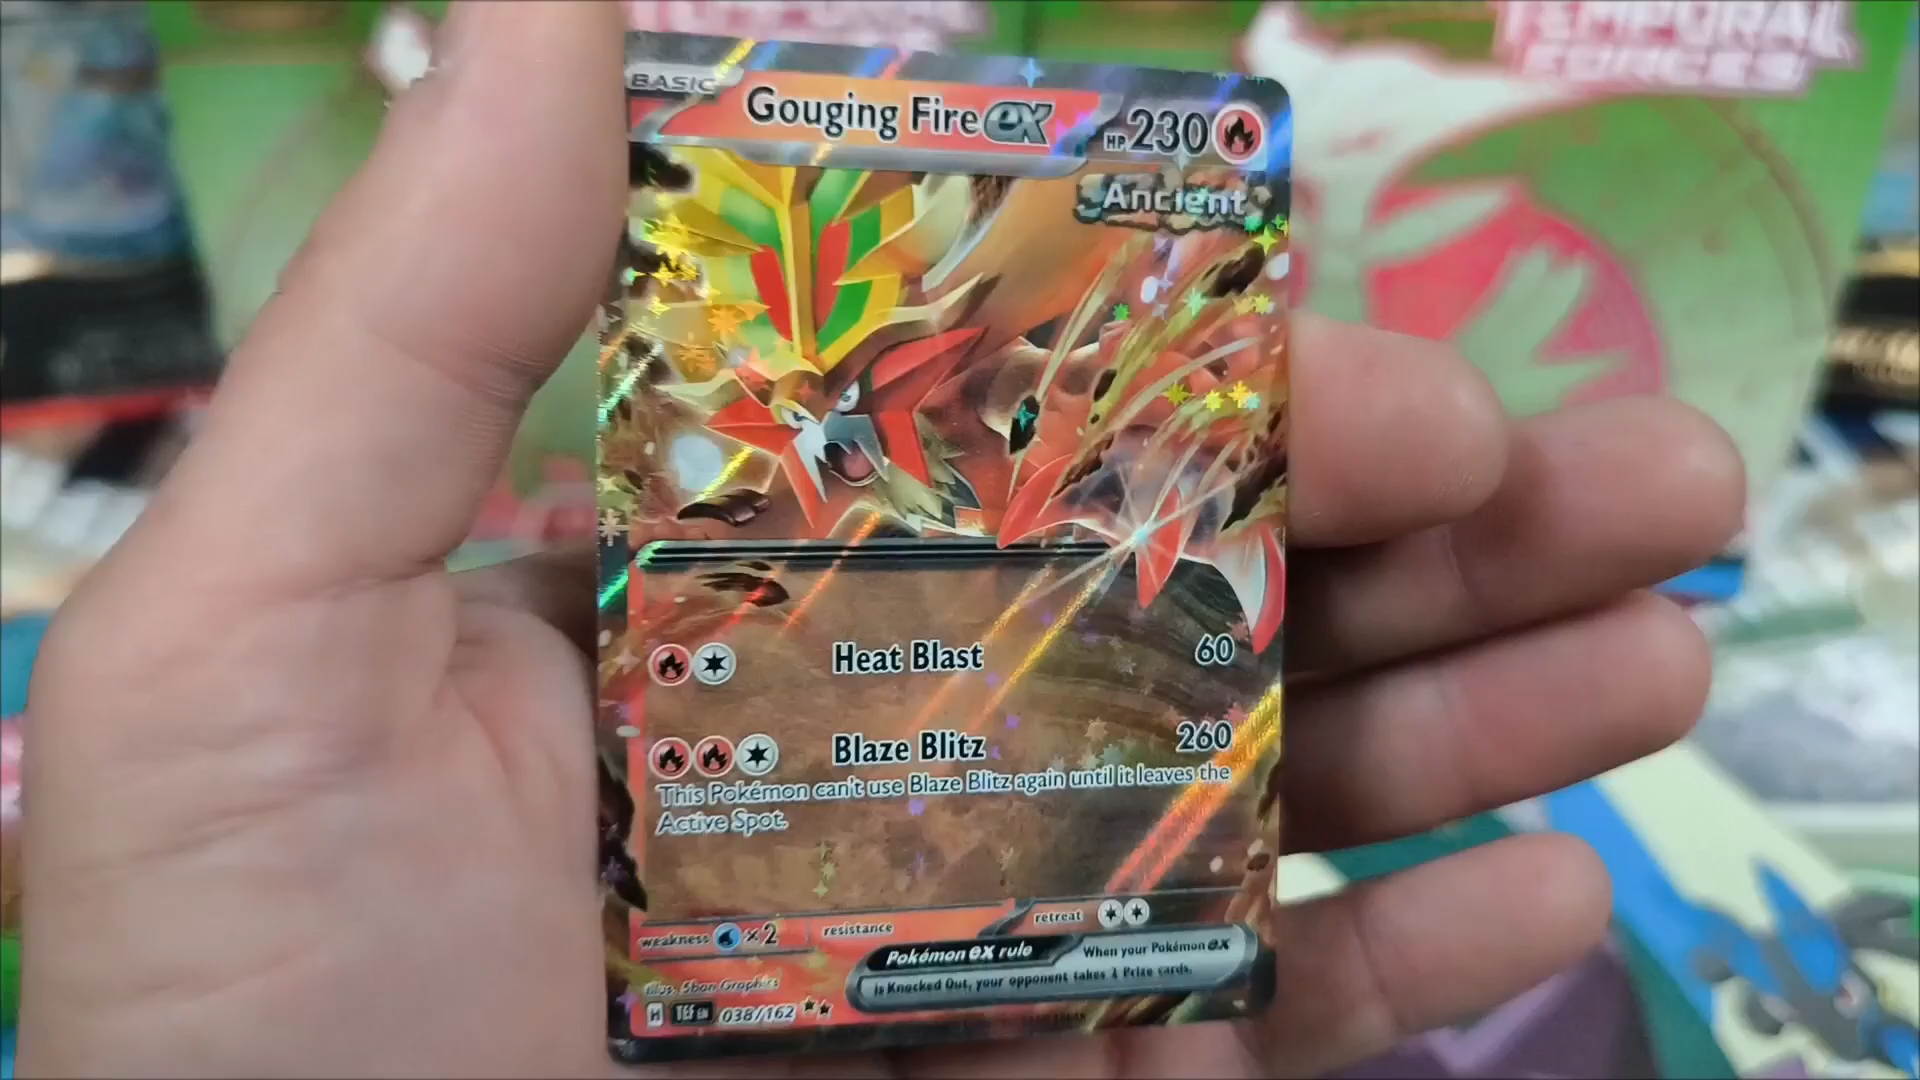 TEMPORAL
FORCES
BASIC
Gouging Fire ex
HP 230
Ancient
Heat Blast 60
Blaze Blitz 260
This Pokémon can't use Blaze Blitz again until it leaves the
Active Spot.
weakness ×2 resistance retreat
Pokémon ex rule When your Pokémon ex
is Knocked Out, your opponent takes 2 Prize cards.
Illus. 5ban Graphics
H TEF EN 038/162